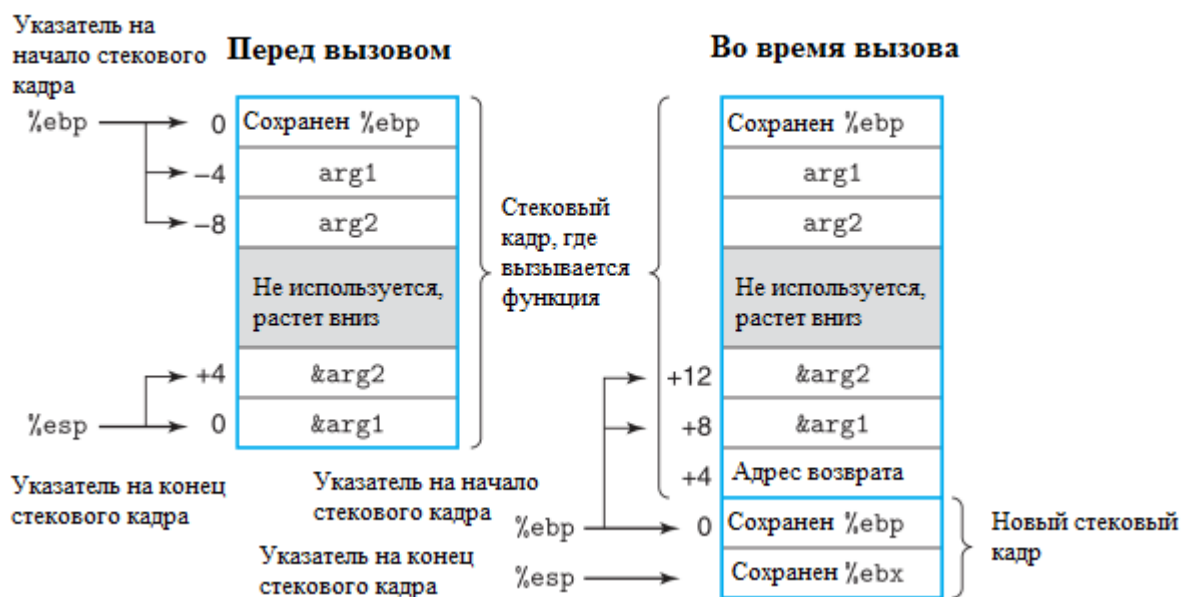 Указатель на
начало стекового
кадра
Перед вызовом
Во время вызова
%ebp
0
Сохранен %ebp
-4
arg1
-8
arg2
Не используется,
растет вниз
+4
&arg2
%esp
0
&arg1
Указатель на конец
стекового кадра
Стековый
кадр, где
вызывается
функция
Сохранен %ebp
arg1
arg2
Не используется,
растет вниз
+12
&arg2
+8
&arg1
+4
Адрес возврата
Указатель на начало
стекового кадра
%ebp
0
Сохранен %ebp
Указатель на конец
стекового кадра
%esp
Сохранен %ebx
Новый стековый
кадр